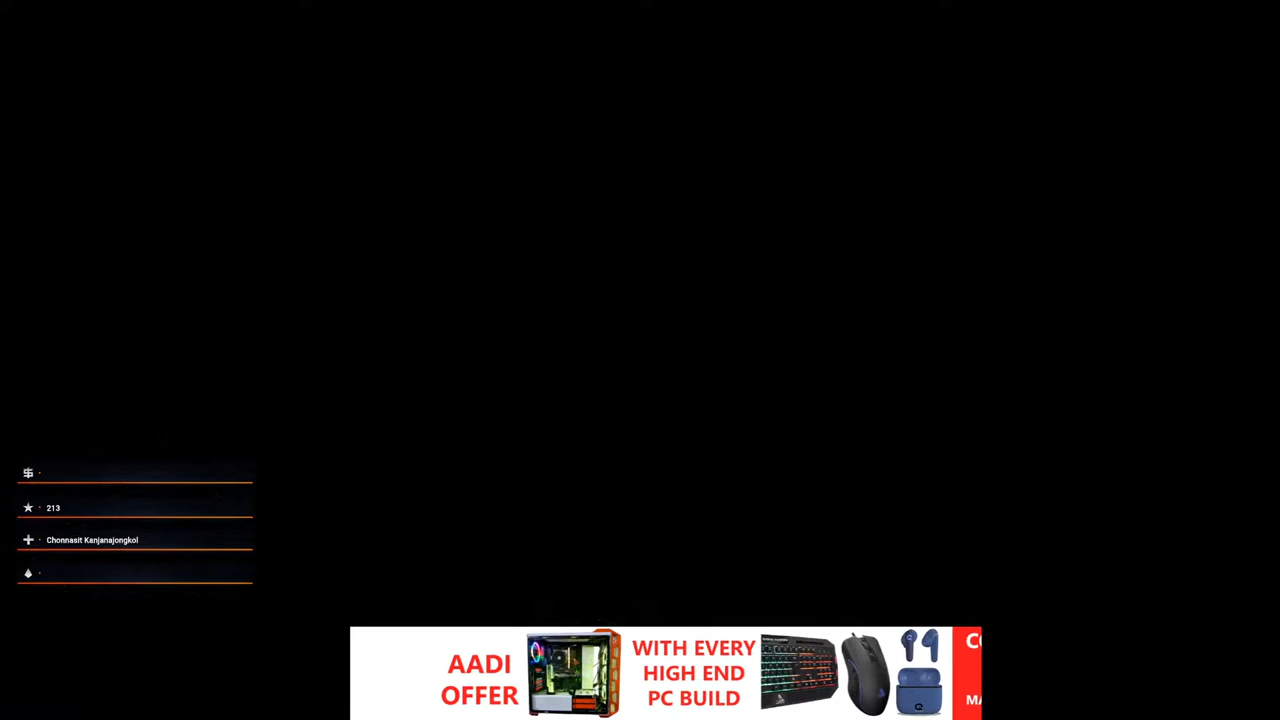 213
Chonnasit Kanjanajongkol
AADI
OFFER
WITH EVERY
HIGH END
PC BUILD